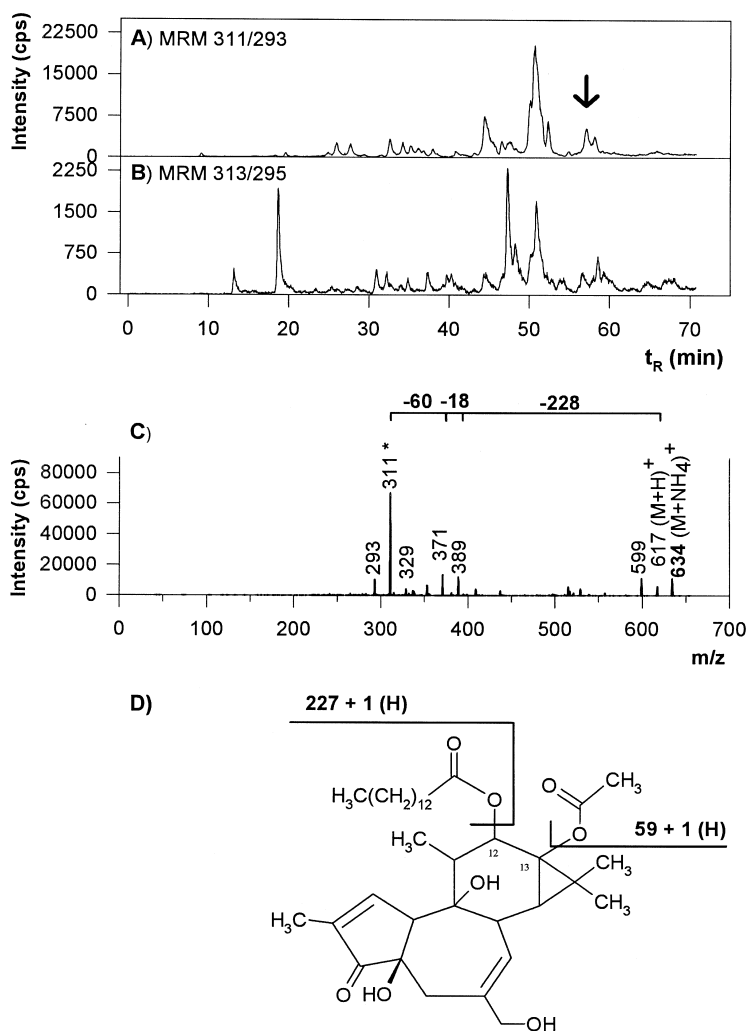 A) MRM 311/293
Intensity (cps)
22500
15000
7500
0
B) MRM 313/295
2250
1500
750
0
0 10 20 30 40 50 60 70
tR (min)
-60 -18 -228
C)
Intensity (cps)
80000
60000
40000
20000
0
293
311 *
329
371
389
599
617 (M+H)+
634 (M+NH4)+
0 100 200 300 400 500 600 700
m/z
D)
227 + 1 (H)
O
H3C(CH2)12
O
O
CH3
O
59 + 1 (H)
H3C
12
13
CH3
OH
CH3
H3C
O
HO
OH